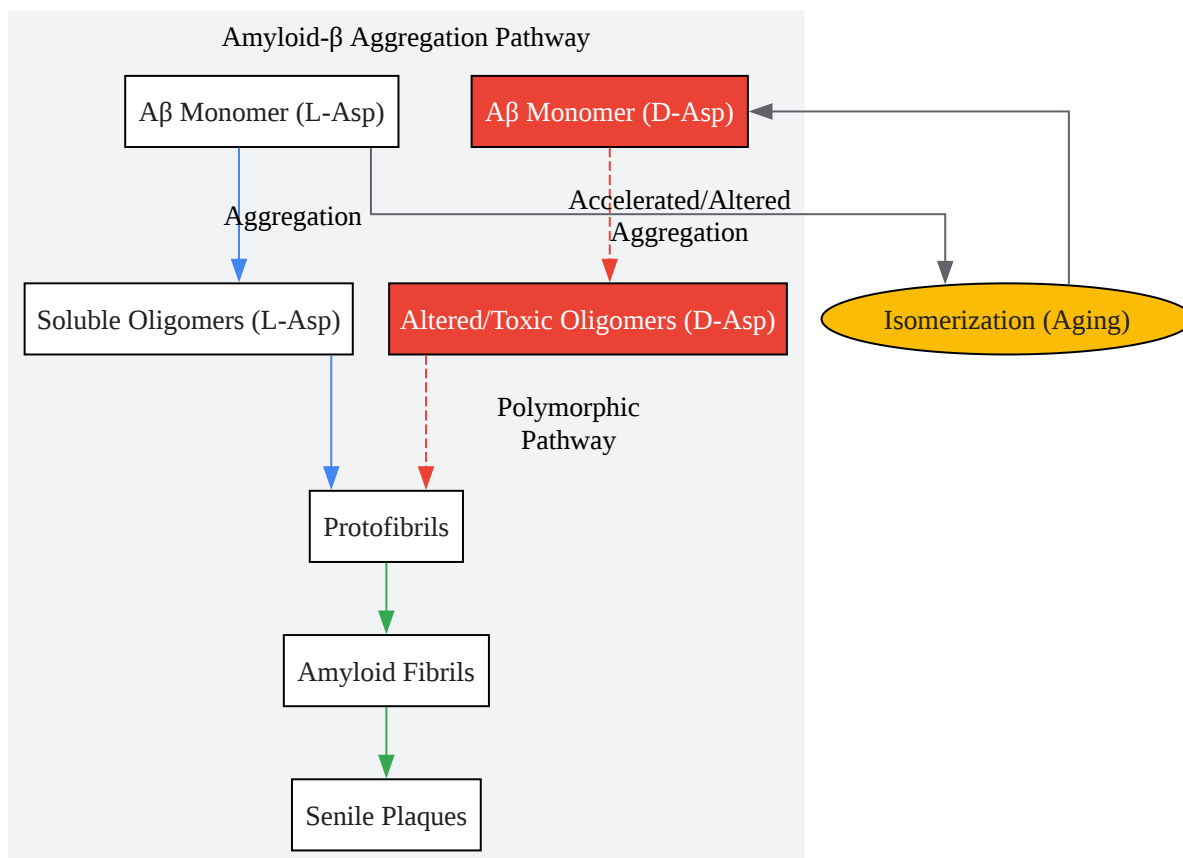 Amyloid-β Aggregation Pathway
Aβ Monomer (L-Asp)
Aβ Monomer (D-Asp)
Aggregation
Accelerated/Altered
Aggregation
Soluble Oligomers (L-Asp)
Altered/Toxic Oligomers (D-Asp)
Isomerization (Aging)
Polymorphic
Pathway
Protofibrils
Amyloid Fibrils
Senile Plaques